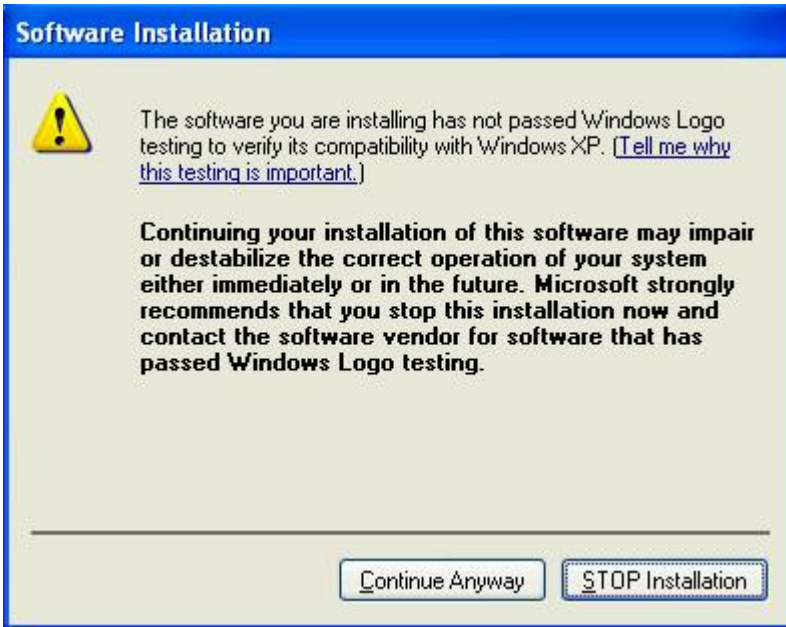 Software Installation
The software you are installing has not passed Windows Logo
testing to verify its compatibility with Windows XP. (Tell me why
this testing is important.)
Continuing your installation of this software may impair
or destabilize the correct operation of your system
either immediately or in the future. Microsoft strongly
recommends that you stop this installation now and
contact the software vendor for software that has
passed Windows Logo testing.
Continue Anyway
STOP Installation